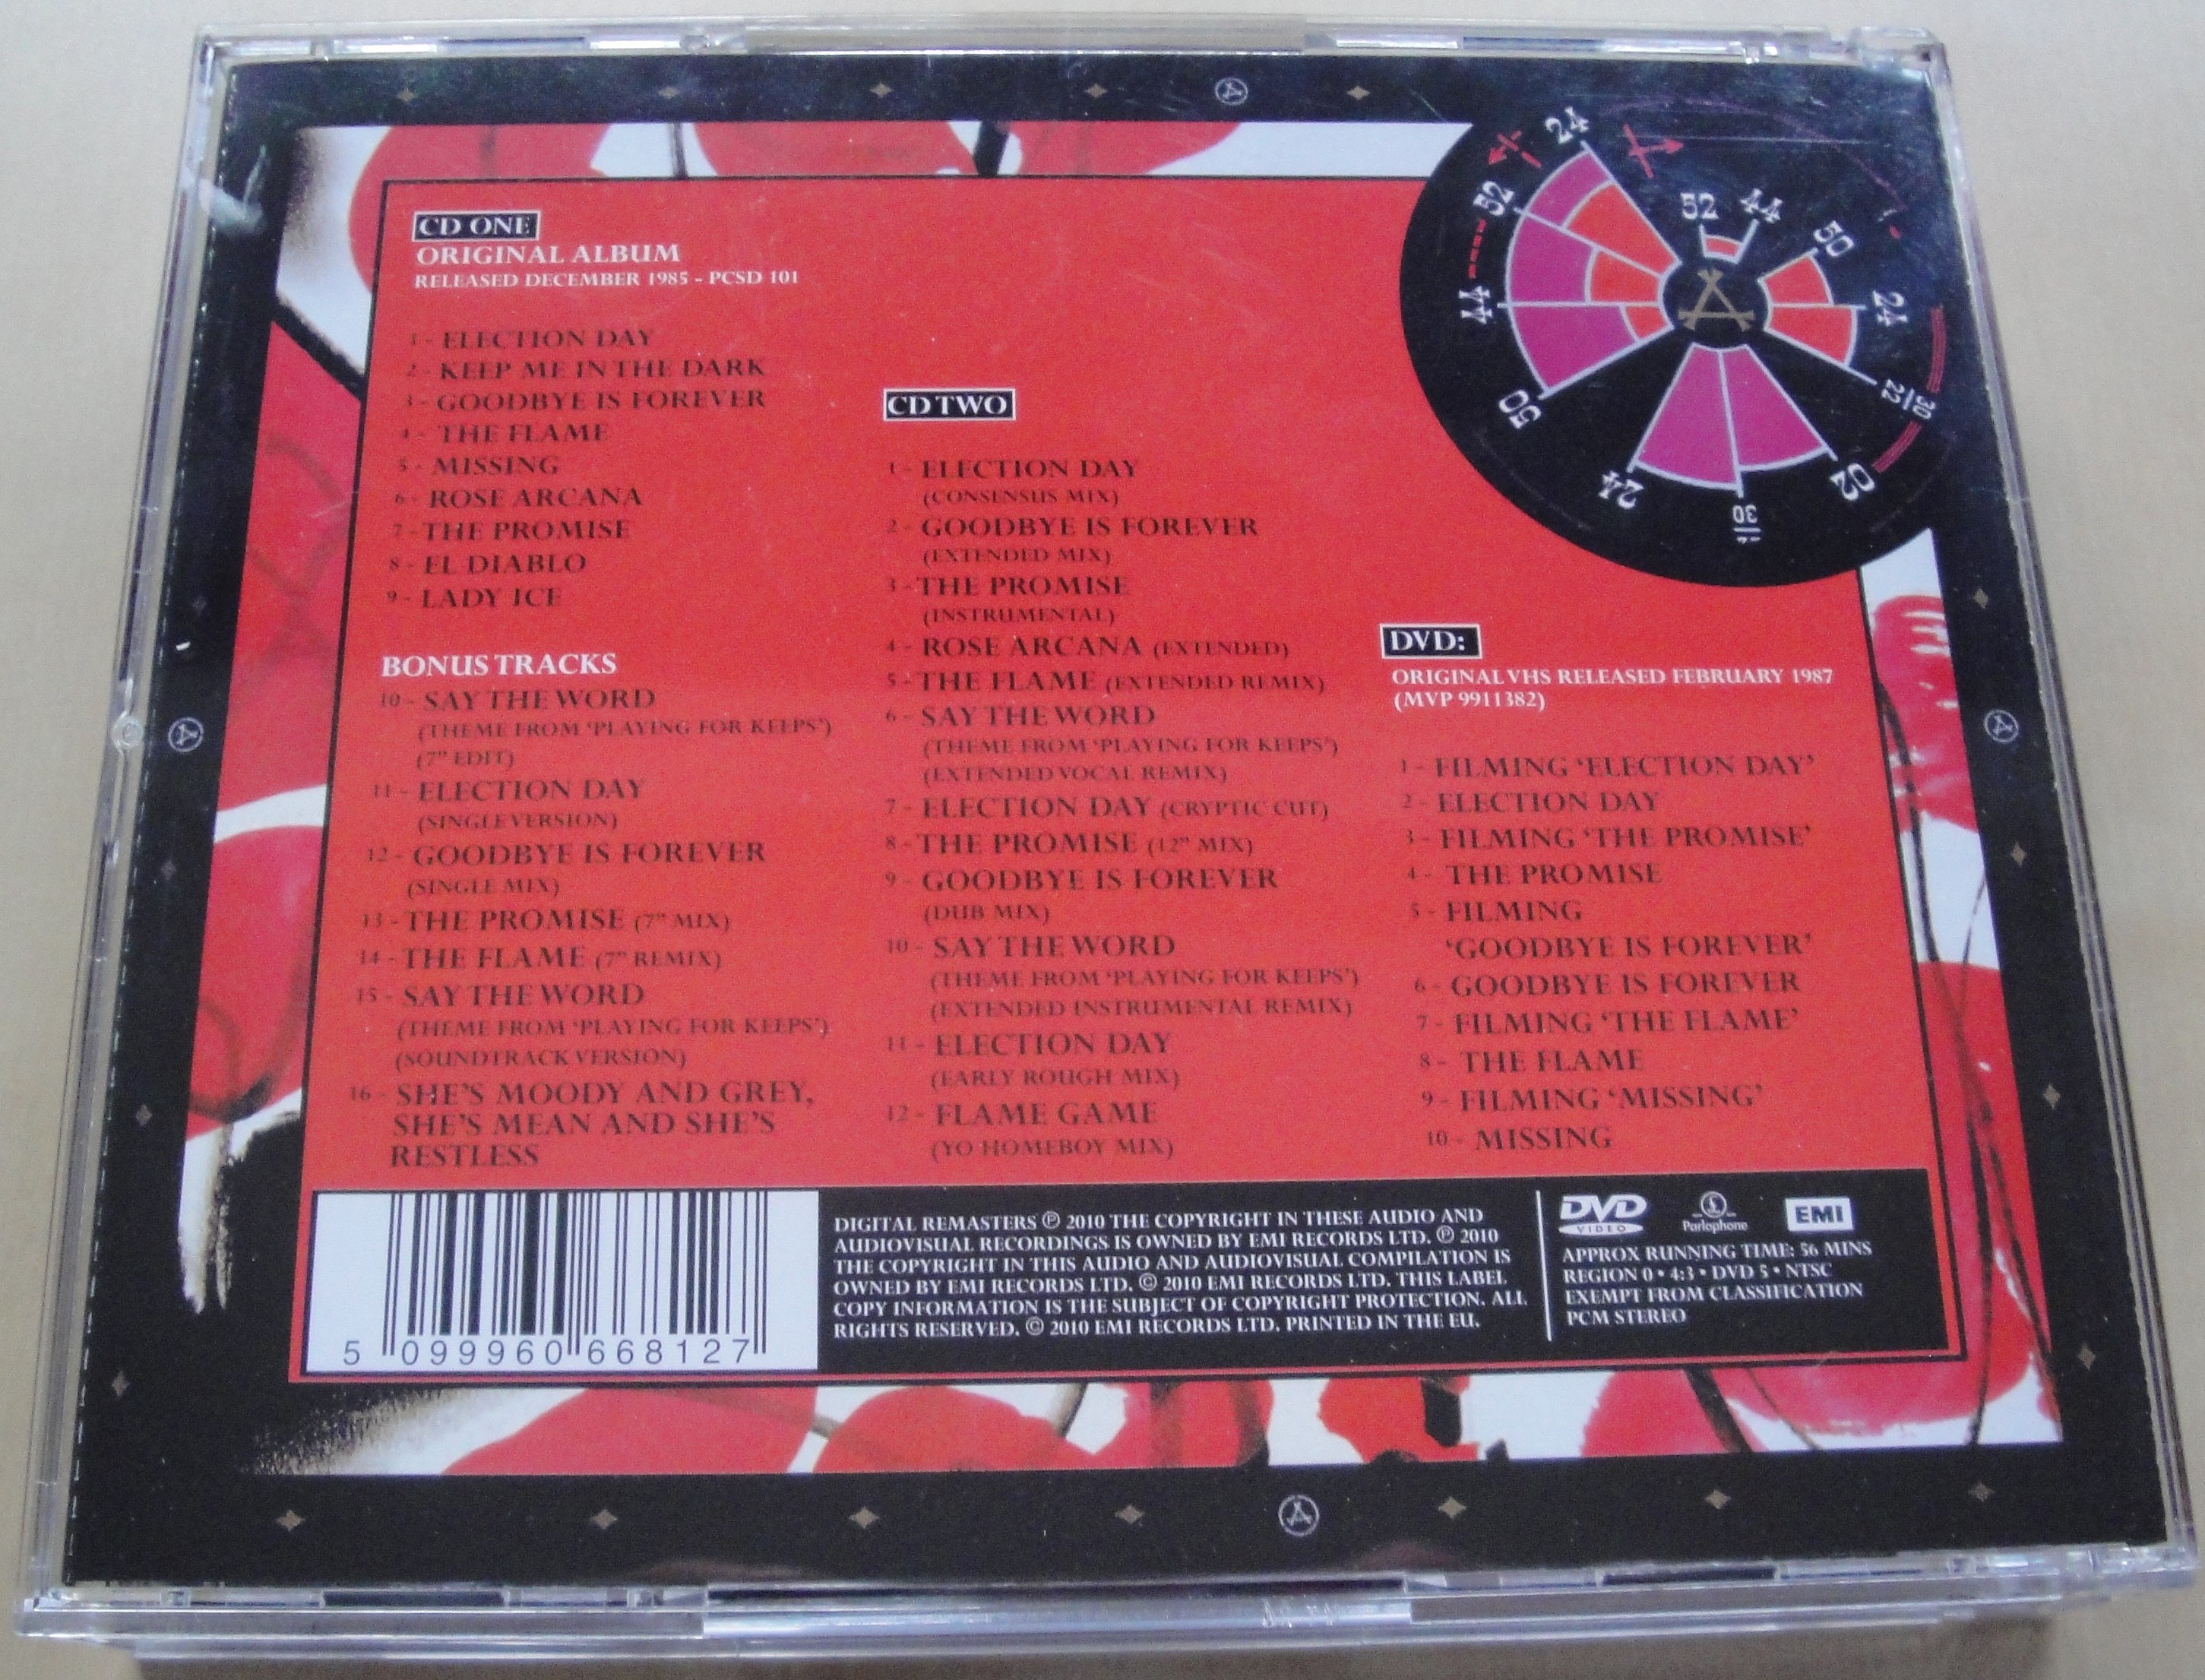 CD ONE
ORIGINAL ALBUM
RELEASED DECEMBER 1985 - PCSD 101
1 - ELECTION DAY
2 - KEEP ME IN THE DARK
3 - GOODBYE IS FOREVER
4 - THE FLAME
5 - MISSING
6 - ROSE ARCANA
7 - THE PROMISE
8 - EL DIABLO
9 - LADY ICE
BONUS TRACKS
10 - SAY THE WORD
(THEME FROM ‘PLAYING FOR KEEPS’)
(7” EDIT)
11 - ELECTION DAY
(SINGLE VERSION)
12 - GOODBYE IS FOREVER
(SINGLE MIX)
13 - THE PROMISE (7” MIX)
14 - THE FLAME (7” REMIX)
15 - SAY THE WORD
(THEME FROM ‘PLAYING FOR KEEPS’)
(SOUNDTRACK VERSION)
16 - SHE’S MOODY AND GREY,
SHE’S MEAN AND SHE’S
RESTLESS
CD TWO
1 - ELECTION DAY
(CONSENSUS MIX)
2 - GOODBYE IS FOREVER
(EXTENDED MIX)
3 - THE PROMISE
(INSTRUMENTAL)
4 - ROSE ARCANA (EXTENDED)
5 - THE FLAME (EXTENDED REMIX)
6 - SAY THE WORD
(THEME FROM ‘PLAYING FOR KEEPS’)
(EXTENDED VOCAL REMIX)
7 - ELECTION DAY (CRYPTIC CUT)
8 - THE PROMISE (12” MIX)
9 - GOODBYE IS FOREVER
(DUB MIX)
10 - SAY THE WORD
(THEME FROM ‘PLAYING FOR KEEPS’)
(EXTENDED INSTRUMENTAL REMIX)
11 - ELECTION DAY
(EARLY ROUGH MIX)
12 - FLAME GAME
(YO HOMEBOY MIX)
24
52
44
50
52
44
50
24
30
22
02
30
24
DVD:
ORIGINAL VHS RELEASED FEBRUARY 1987
(MVP 9911382)
1 - FILMING ‘ELECTION DAY’
2 - ELECTION DAY
3 - FILMING ‘THE PROMISE’
4 - THE PROMISE
5 - FILMING
‘GOODBYE IS FOREVER’
6 - GOODBYE IS FOREVER
7 - FILMING ‘THE FLAME’
8 - THE FLAME
9 - FILMING ‘MISSING’
10 - MISSING
5 099960 668127
DIGITAL REMASTERS ℗ 2010 THE COPYRIGHT IN THESE AUDIO AND
AUDIOVISUAL RECORDINGS IS OWNED BY EMI RECORDS LTD. ℗ 2010
THE COPYRIGHT IN THIS AUDIO AND AUDIOVISUAL COMPILATION IS
OWNED BY EMI RECORDS LTD. © 2010 EMI RECORDS LTD. THIS LABEL
COPY INFORMATION IS THE SUBJECT OF COPYRIGHT PROTECTION. ALL
RIGHTS RESERVED. © 2010 EMI RECORDS LTD. PRINTED IN THE EU.
DVD VIDEO
£ Parlophone
EMI
APPROX RUNNING TIME: 56 MINS
REGION 0 • 4:3 • DVD 5 • NTSC
EXEMPT FROM CLASSIFICATION
PCM STEREO